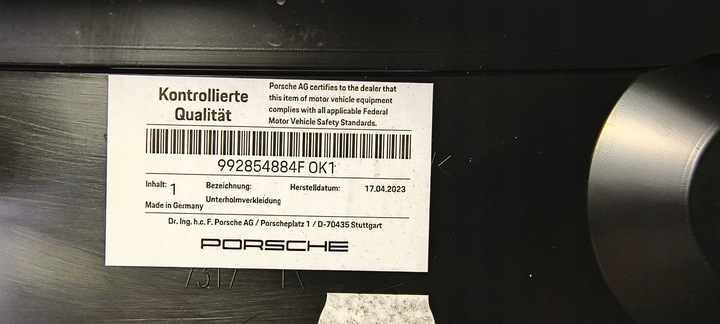 Kontrollierte
Qualität
Porsche AG certifies to the dealer that
this item of motor vehicle equipment
complies with all applicable Federal
Motor Vehicle Safety Standards.
992854884F OK1
Inhalt: 1 Bezeichnung: Herstelldatum: 17.04.2023
Made in Germany Unterholmverkleidung
Dr. Ing. h.c. F. Porsche AG / Porscheplatz 1 / D-70435 Stuttgart
PORSCHE